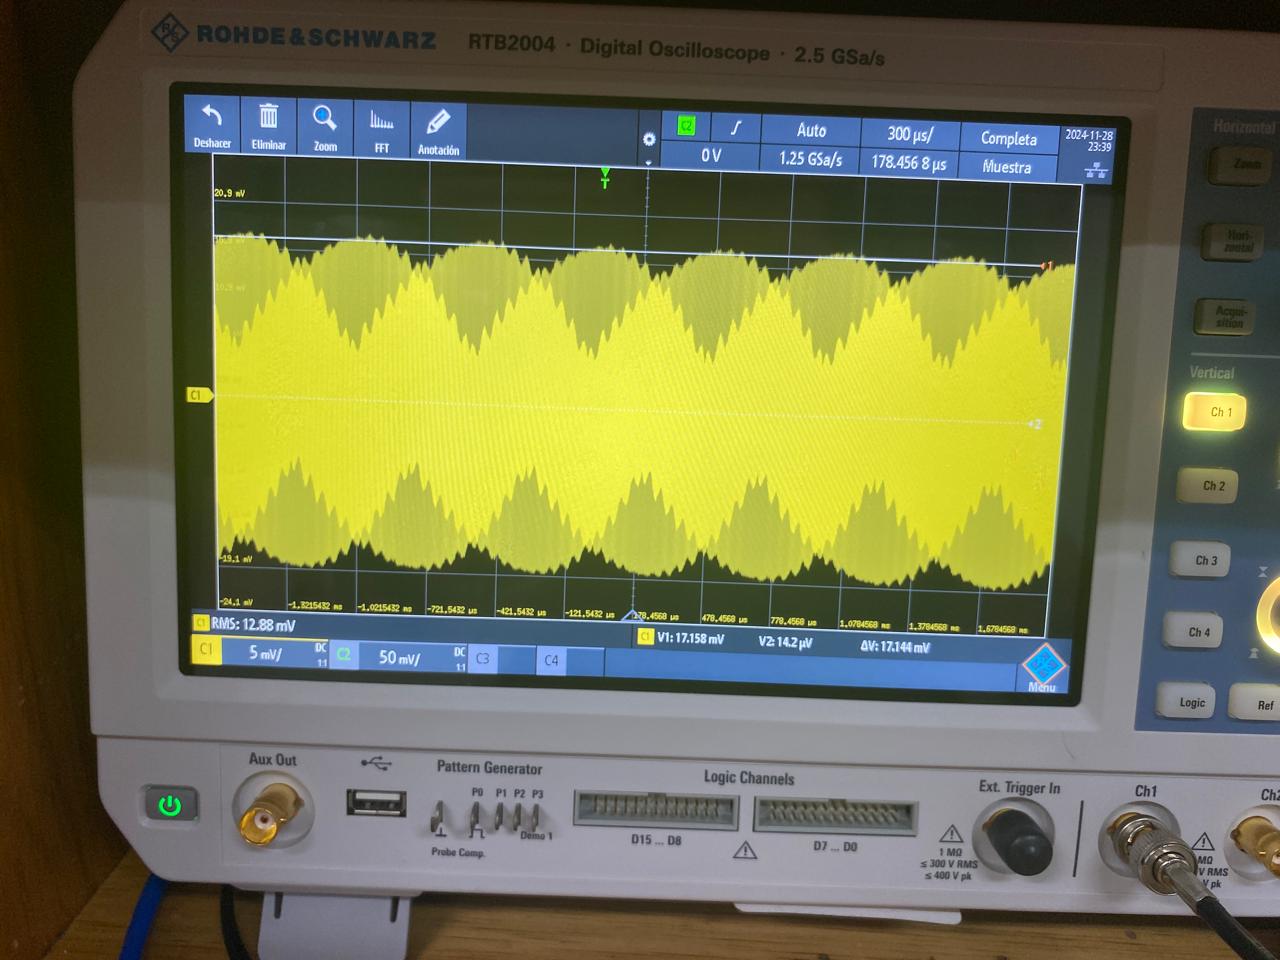 ROHDE & SCHWARZ RTB2004 · Digital Oscilloscope · 2.5 GSa/s
Deshacer Eliminar Zoom FFT Anotación
C2 Auto 300 µs/ Completa 2024-11-28
23:39
0 V 1.25 GSa/s 178.456 8 µs Muestra
T
20,9 mV
1
C1
2
-19,1 mV
-24,1 mV -1,3215432 ms -1,0215432 ms -721,5432 µs -421,5432 µs -121,5432 µs 178,4568 µs 478,4568 µs 778,4568 µs 1,0784568 ms 1,3784568 ms 1,6784568 ms
C1 RMS: 12.88 mV C1 V1: 17.158 mV V2: 14.2 µV ΔV: 17.144 mV
C1 5 mV/ DC 1:1 C2 50 mV/ DC 1:1 C3 C4 Menú
Horizontal
Zoom
Hori-
zontal
Acqui-
sition
Vertical
Ch 1
Ch 2
Ch 3
Ch 4
Logic Ref
Aux Out
Pattern Generator
P0 P1 P2 P3
Demo 1
Probe Comp.
Logic Channels
D15 ... D8 D7 ... D0
Ext. Trigger In
1 MΩ
≤ 300 V RMS
≤ 400 V pk
Ch1
Ch2
MΩ
V RMS
V pk